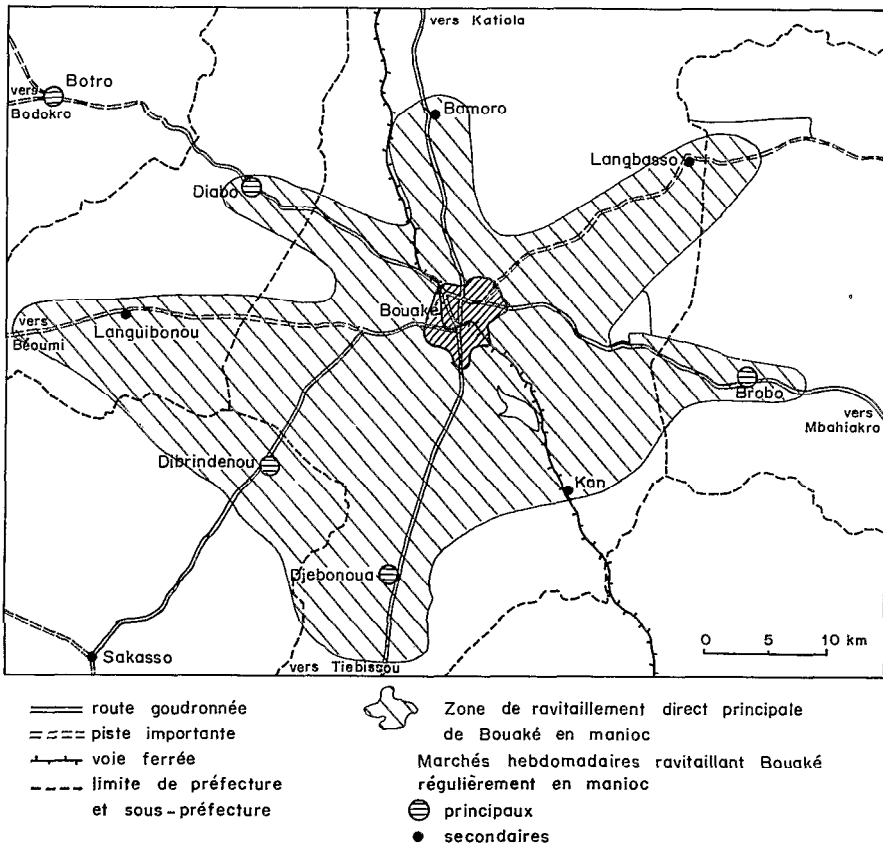 vers Katiola
Botro
vers
Bodokro
Bamoro
Langbasso
Diabo
Bouaké
vers
Béoumi
Languibonou
Brobo
vers
Mbahiakro
Dibrindenou
Kan
Djebonoua
Sakasso
vers Tiebissou
0 5 10 km
route goudronnée
piste importante
voie ferrée
limite de préfecture
et sous-préfecture
Zone de ravitaillement direct principale
de Bouaké en manioc
Marchés hebdomadaires ravitaillant Bouaké
régulièrement en manioc
principaux
secondaires